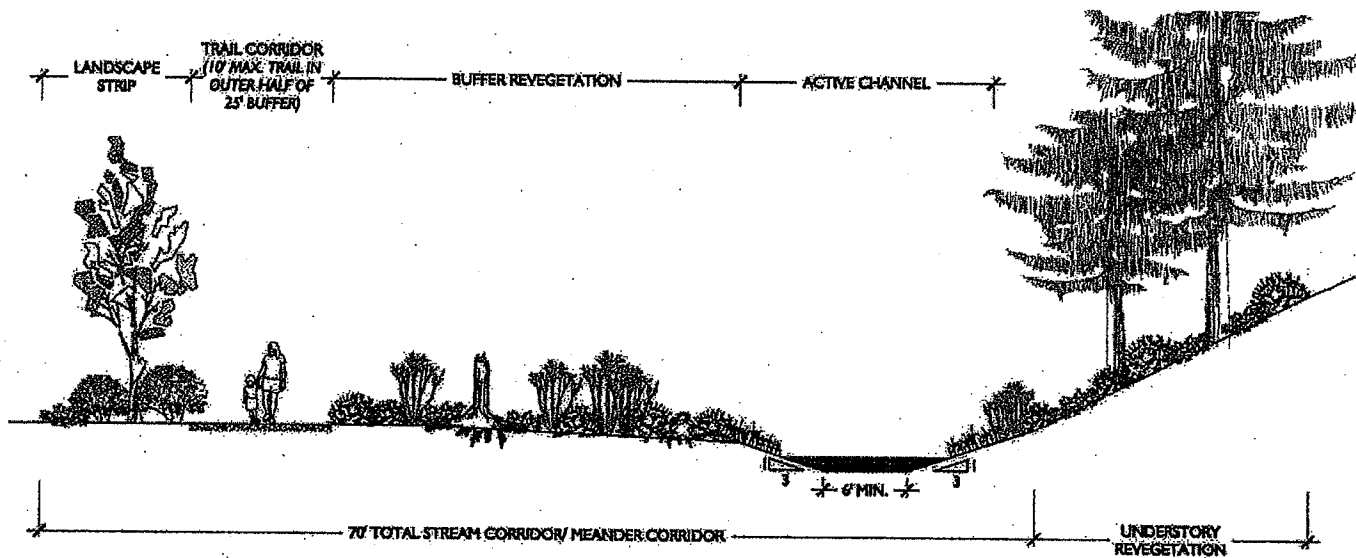 LANDSCAPE
STRIP
TRAIL CORRIDOR
(10' MAX. TRAIL IN
OUTER HALF OF
25' BUFFER)
BUFFER REVEGETATION
ACTIVE CHANNEL
3
6' MIN.
3
70' TOTAL STREAM CORRIDOR/ MEANDER CORRIDOR
UNDERSTORY
REVEGETATION